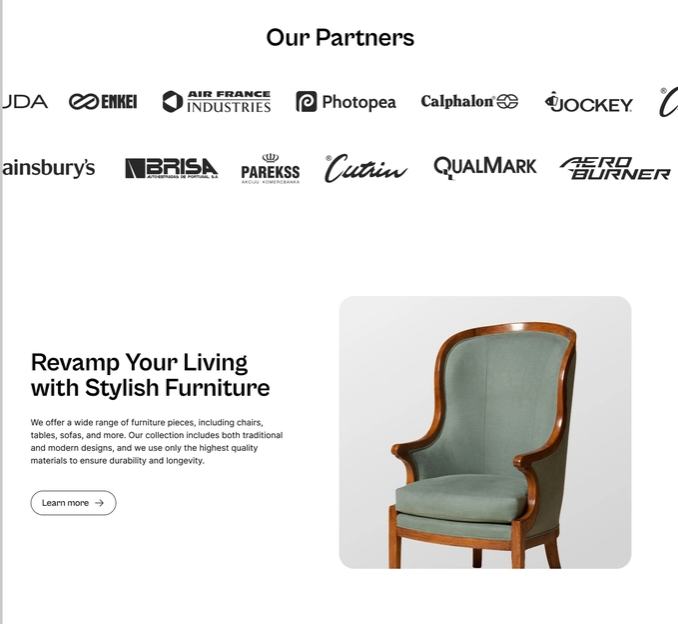 Our Partners
UDA ENKEI AIR FRANCE INDUSTRIES Photopea Calphalon® JOCKEY
ainsbury's BRISA AUTO-ESTRADAS DE PORTUGAL S.A. PAREKSS AKCIJU KOMERCBANKA Cutrin® QUALMARK AERO BURNER
Revamp Your Living
with Stylish Furniture
We offer a wide range of furniture pieces, including chairs,
tables, sofas, and more. Our collection includes both traditional
and modern designs, and we use only the highest quality
materials to ensure durability and longevity.
Learn more →